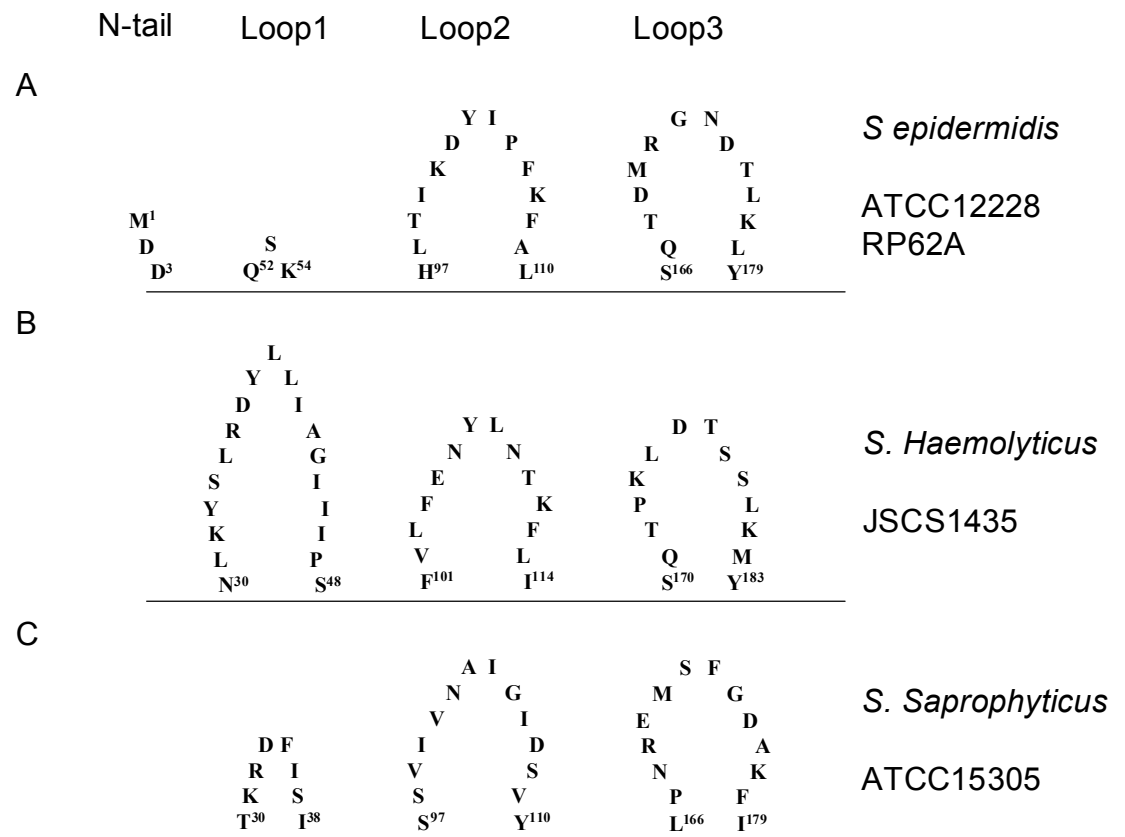 N-tail Loop1 Loop2 Loop3
A
Y I G N
S epidermidis
D P R D
K F M T
I K D L
ATCC12228
M¹ T F T K
RP62A
D S L A Q L
D³ Q⁵² K⁵⁴ H⁹⁷ L¹¹⁰ S¹⁶⁶ Y¹⁷⁹
B
L
Y L
D I
R A Y L D T
S. Haemolyticus
L G N N L S
S I E T K S
Y I F K P L
JSCS1435
K I L F T K
L P V L Q M
N³⁰ S⁴⁸ F¹⁰¹ I¹¹⁴ S¹⁷⁰ Y¹⁸³
C
A I S F
N G M G
S. Saprophyticus
V I E D
D F I D R A
R I V S N K
ATCC15305
K S S V P F
T³⁰ I³⁸ S⁹⁷ Y¹¹⁰ L¹⁶⁶ I¹⁷⁹